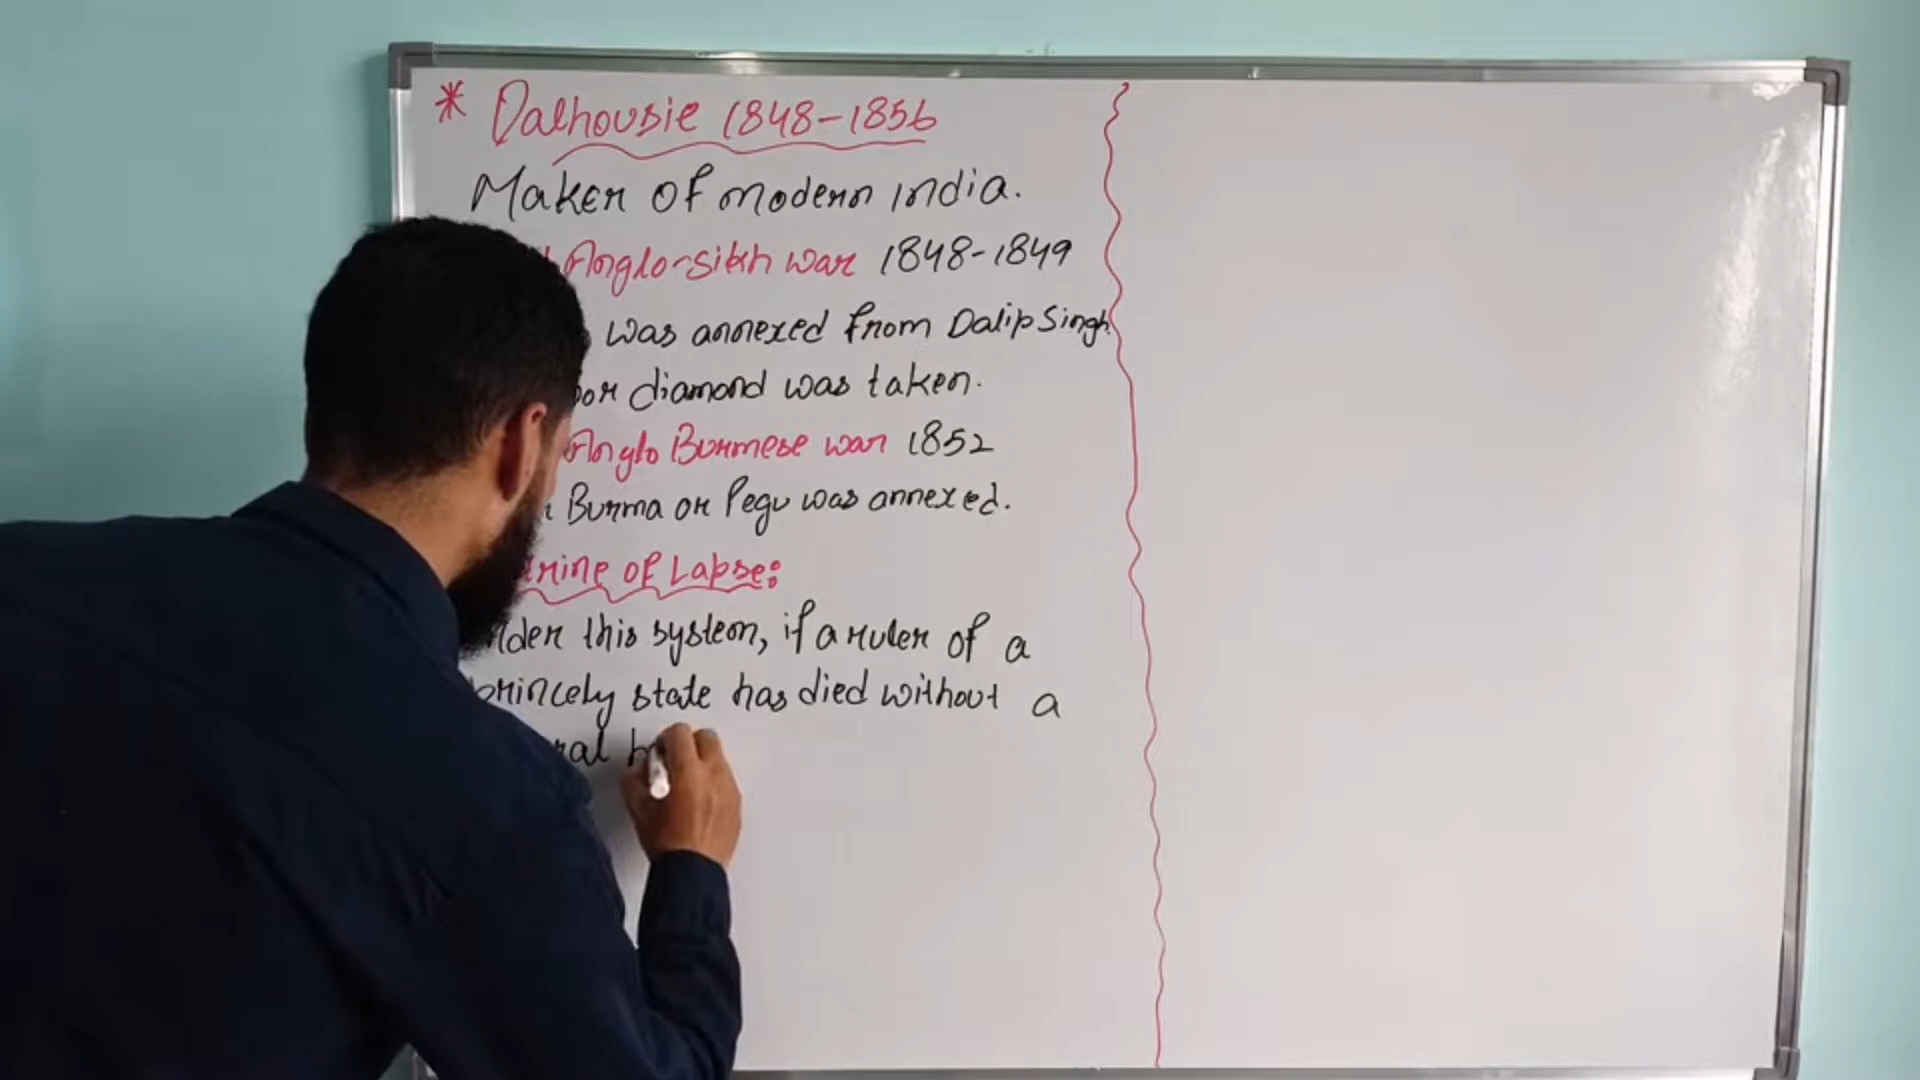 * Dalhousie 1848-1856
Maker of modern india.
Anglo-sikh war 1848-1849
was annexed from Dalip Singh.
diamond was taken.
Anglo Burmese war 1852
Burma or Pegu was annexed.
of Lapse:
this system, if a ruler of a
princely state has died without a